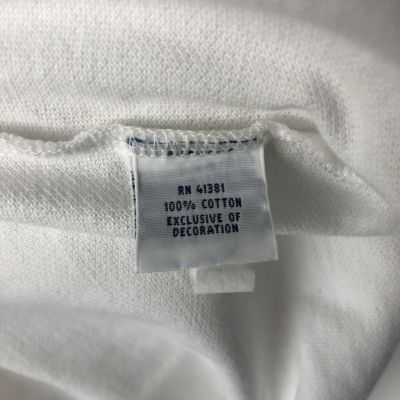 RN 41381
100% COTTON
EXCLUSIVE OF
DECORATION